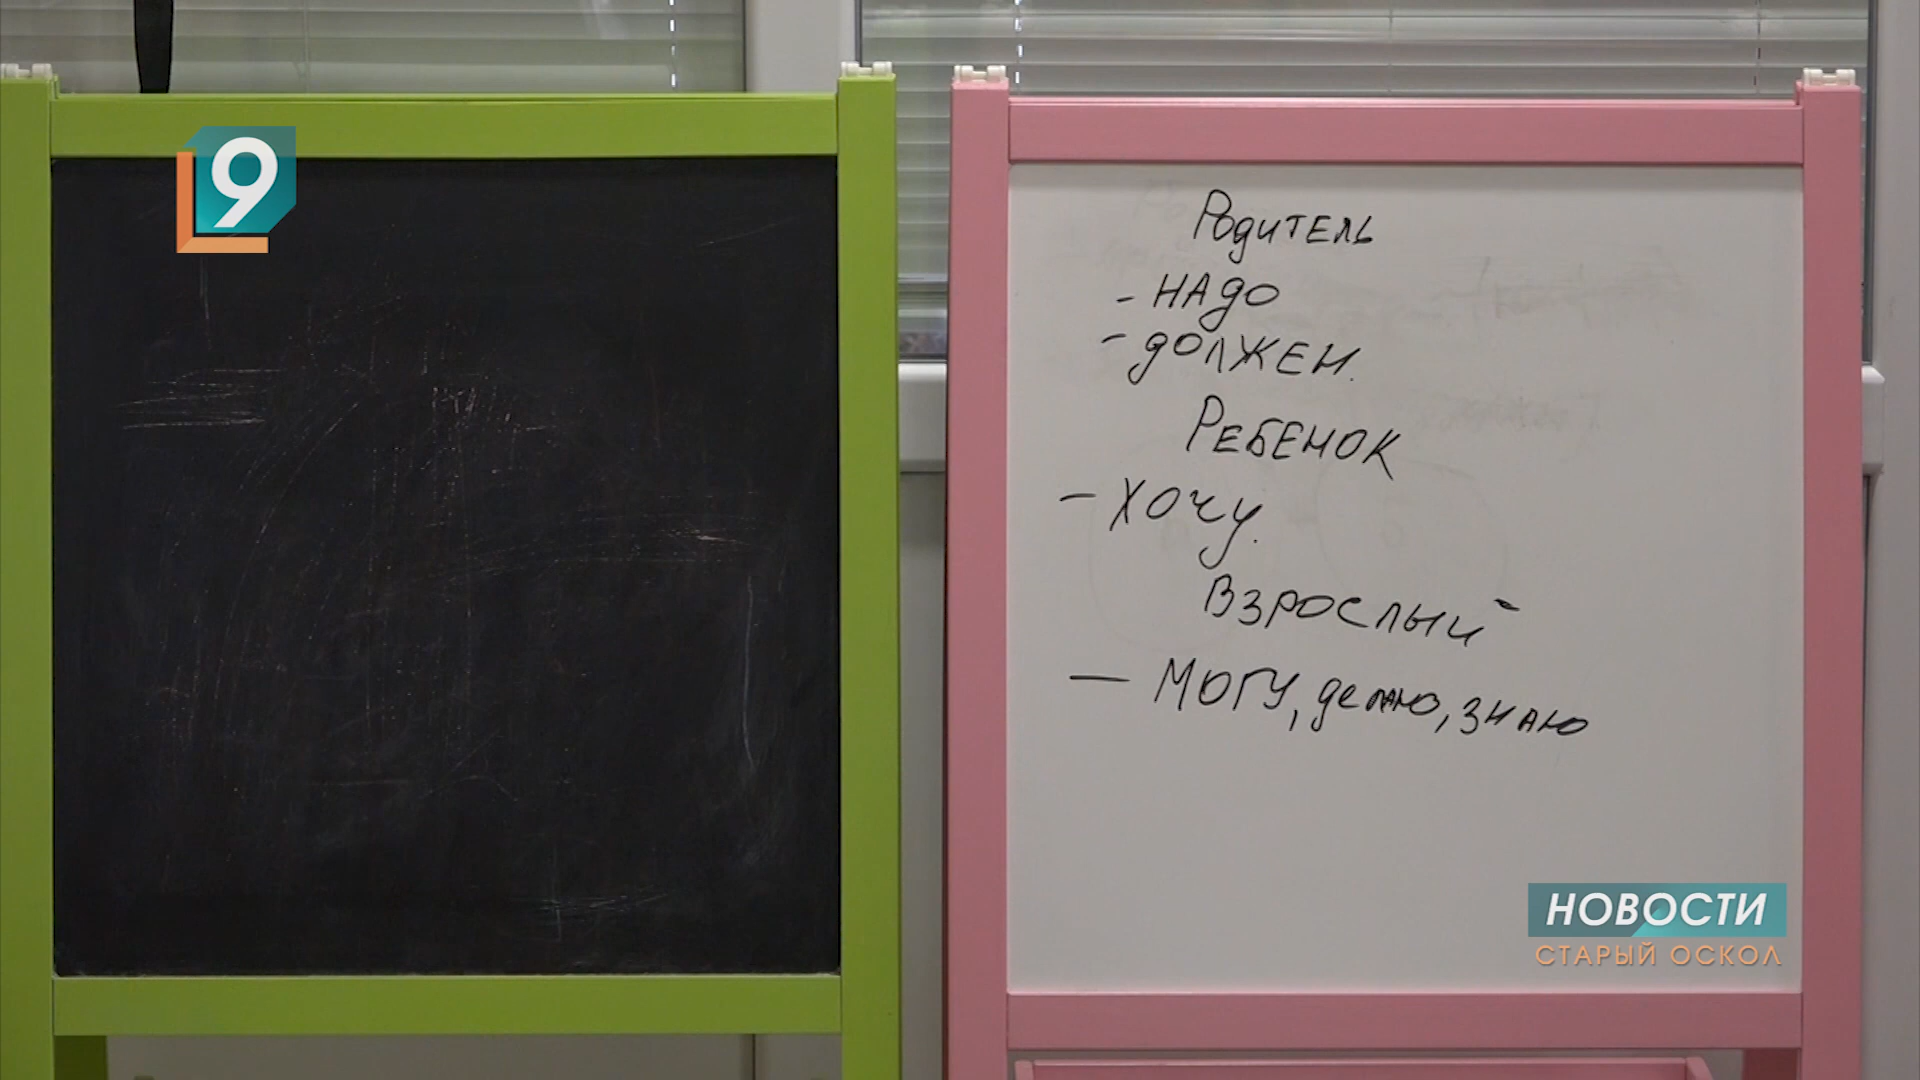 9
Родитель
- НАДО
- ДОЛЖЕН.
РЕБЕНОК
- ХОЧУ.
Взрослый
- МОГУ, делаю, знаю
НОВОСТИ
СТАРЫЙ ОСКОЛ